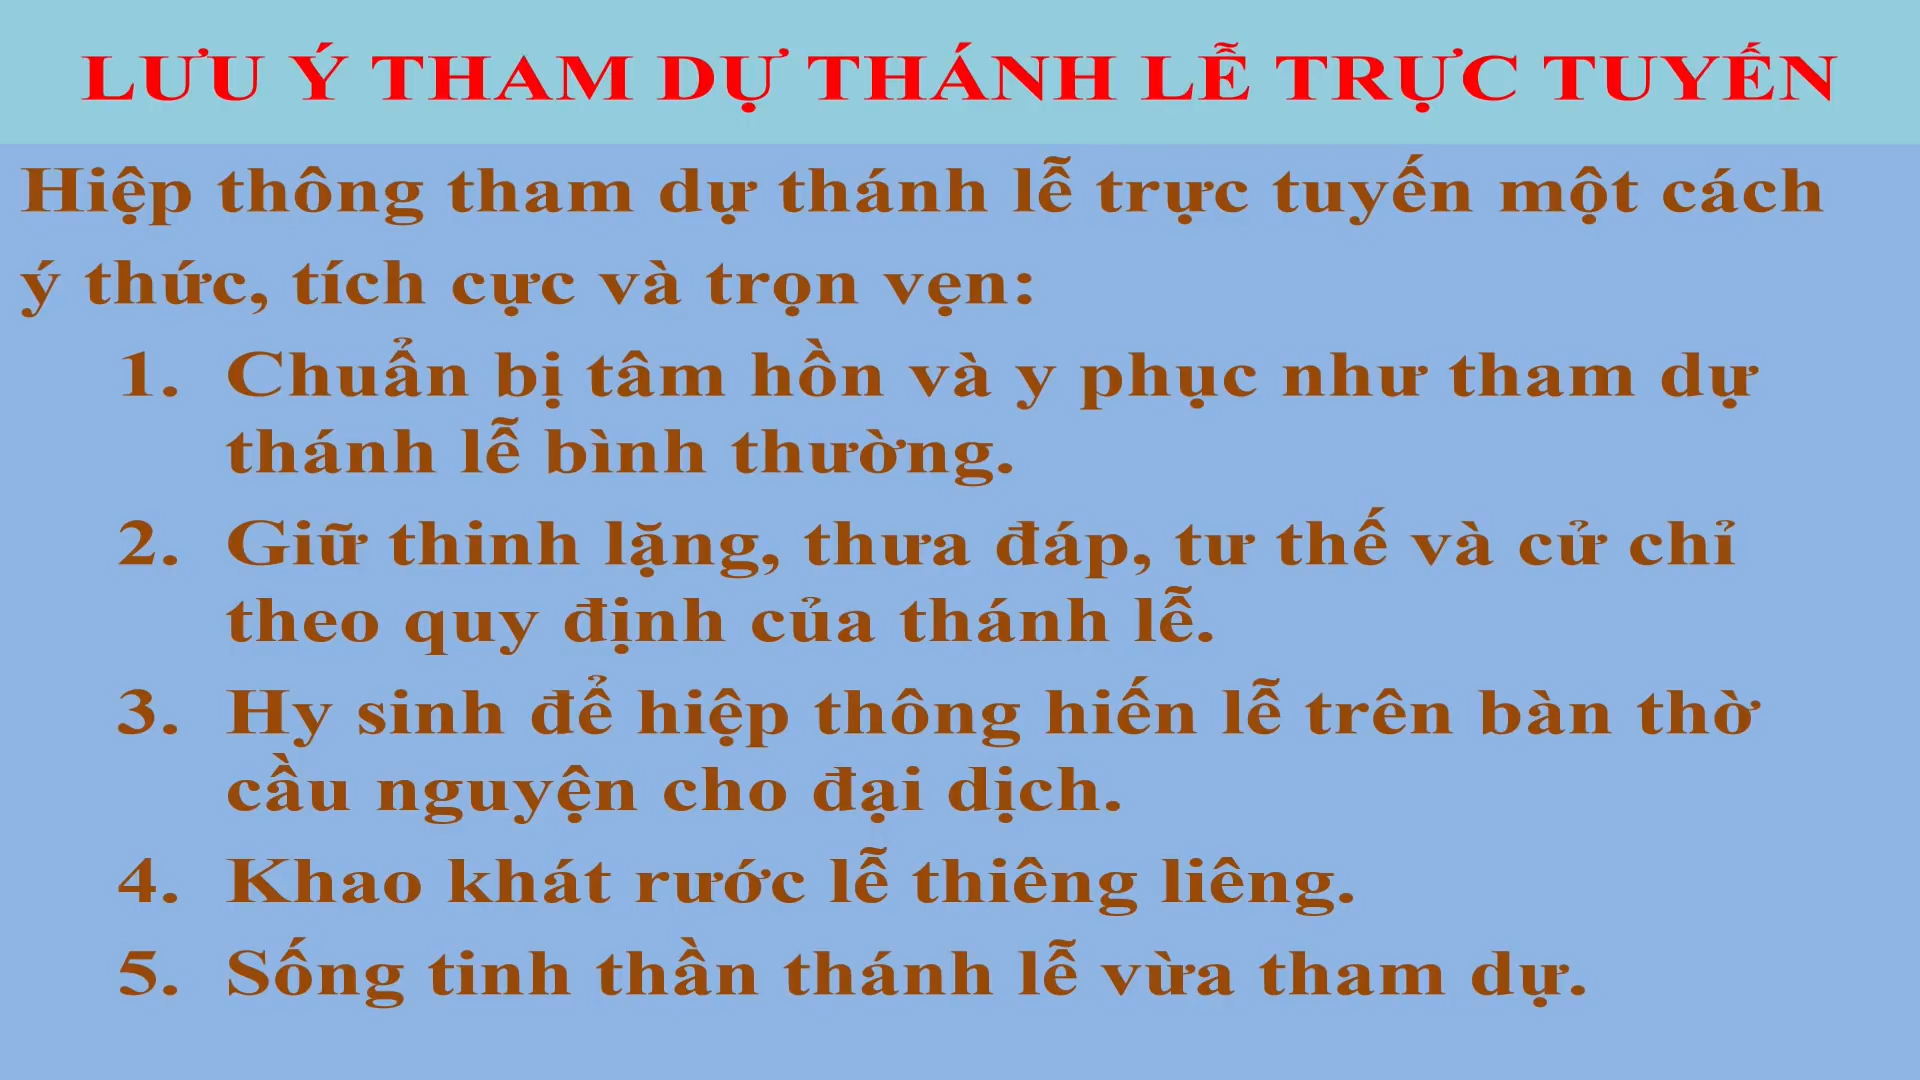 LƯU Ý THAM DỰ THÁNH LỄ TRỰC TUYẾN
Hiệp thông tham dự thánh lễ trực tuyến một cách
ý thức, tích cực và trọn vẹn:
1. Chuẩn bị tâm hồn và y phục như tham dự
thánh lễ bình thường.
2. Giữ thinh lặng, thưa đáp, tư thế và cử chỉ
theo quy định của thánh lễ.
3. Hy sinh để hiệp thông hiến lễ trên bàn thờ
cầu nguyện cho đại dịch.
4. Khao khát rước lễ thiêng liêng.
5. Sống tinh thần thánh lễ vừa tham dự.